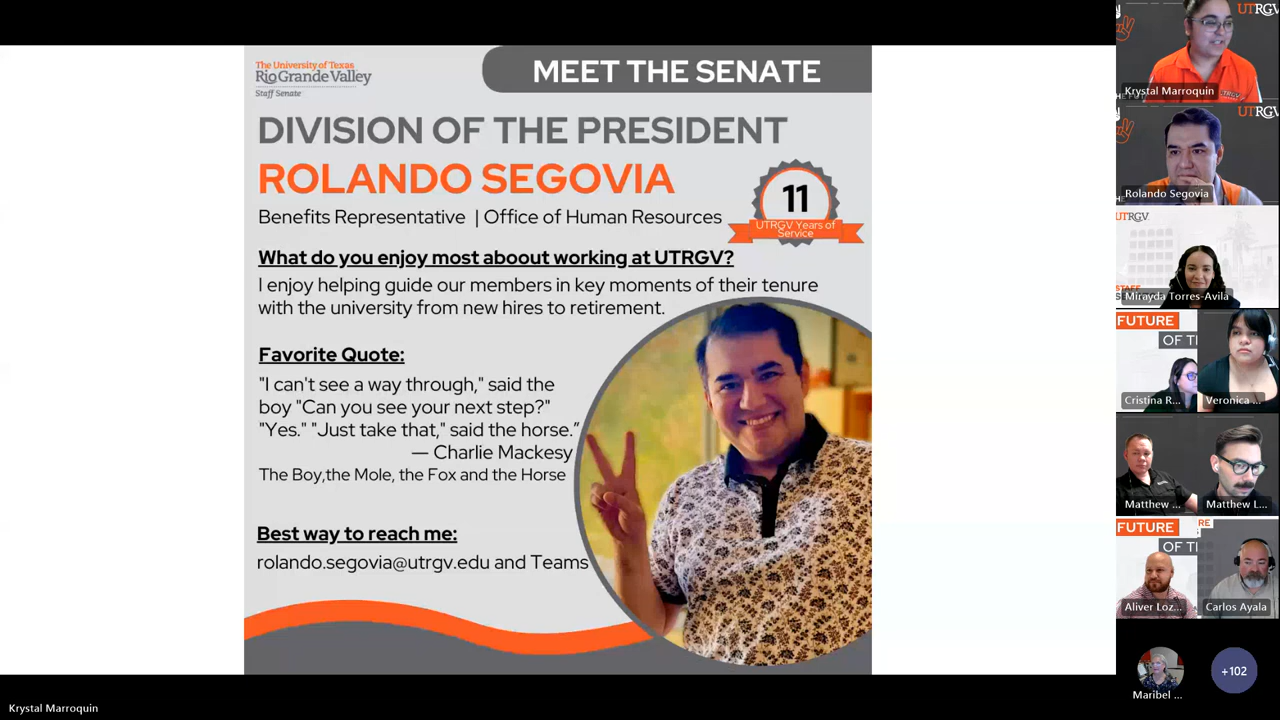 The University of Texas
Rio Grande Valley
Staff Senate
MEET THE SENATE
DIVISION OF THE PRESIDENT
ROLANDO SEGOVIA
Benefits Representative | Office of Human Resources
11
UTRGV Years of
Service
What do you enjoy most aboout working at UTRGV?
I enjoy helping guide our members in key moments of their tenure
with the university from new hires to retirement.
Favorite Quote:
"I can't see a way through," said the
boy "Can you see your next step?"
"Yes." "Just take that," said the horse.”
— Charlie Mackesy
The Boy,the Mole, the Fox and the Horse
Best way to reach me:
rolando.segovia@utrgv.edu and Teams
Krystal Marroquin
UTRGV
Krystal Marroquin
UTRGV
Rolando Segovia
UTRGV
Mirayda Torres-Avila
FUTURE
OF T
Cristina R...
Veronica ...
Matthew ...
Matthew L...
FUTURE
RE
OF T
Aliver Loz...
Carlos Ayala
Maribel ...
+102